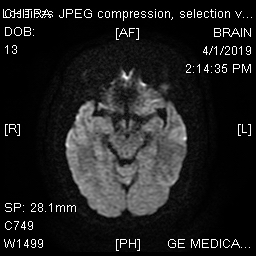 JPEG compression, selection v...
CHITRA
BRAIN
DOB:
4/1/2019
13
[AF]
2:14:35 PM
[R]
[L]
SP: 28.1mm
C749
W1499
[PH]
GE MEDICA...